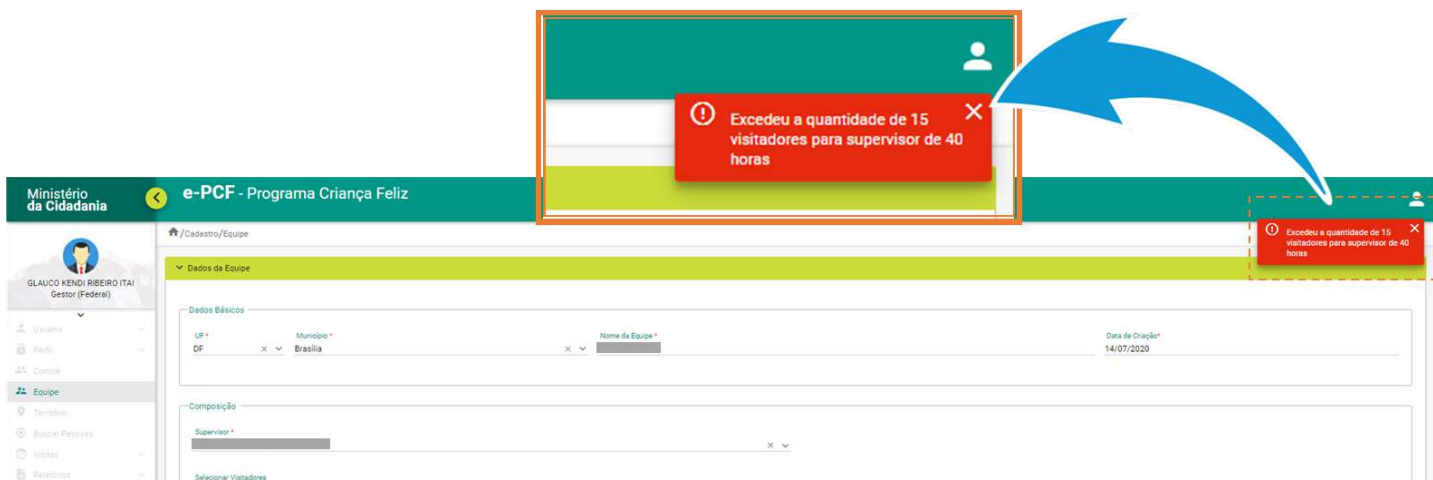 Excedeu a quantidade de 15
visitadores para supervisor de 40
horas
Ministério
da Cidadania
e-PCF - Programa Criança Feliz
Excedeu a quantidade de 15
visitadores para supervisor de 40
horas
/Cadastro/Equipe
GLAUCO KENDI RIBEIRO ITAI
Gestor (Federal)
Usuário
Perfil
Comitê
Equipe
Território
Buscar Pessoas
Visitas
Relatórios
Dados da Equipe
Dados Básicos
UF *
DF
Município *
Brasília
Nome da Equipe *
Data de Criação*
14/07/2020
Composição
Supervisor *
Selecionar Visitadores